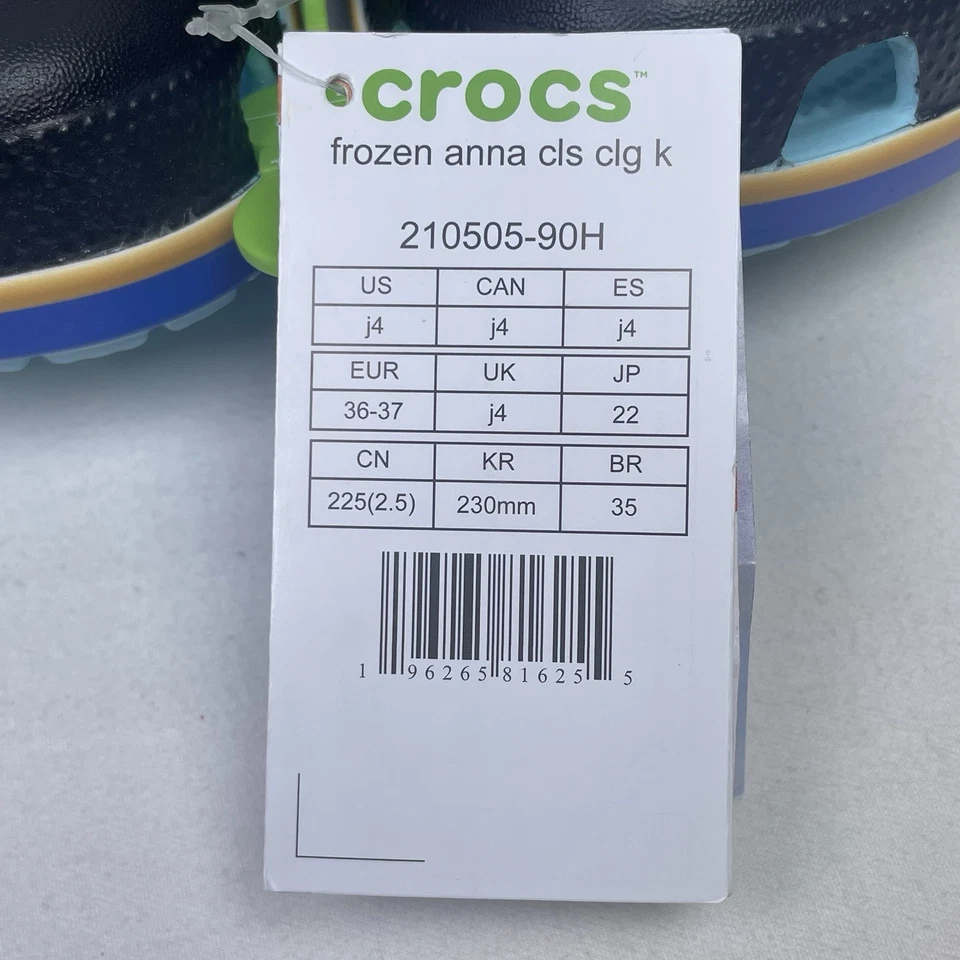 crocs™
frozen anna cls clg k
210505-90H
US CAN ES
j4 j4 j4
EUR UK JP
36-37 j4 22
CN KR BR
225(2.5) 230mm 35
1 96265 81625 5